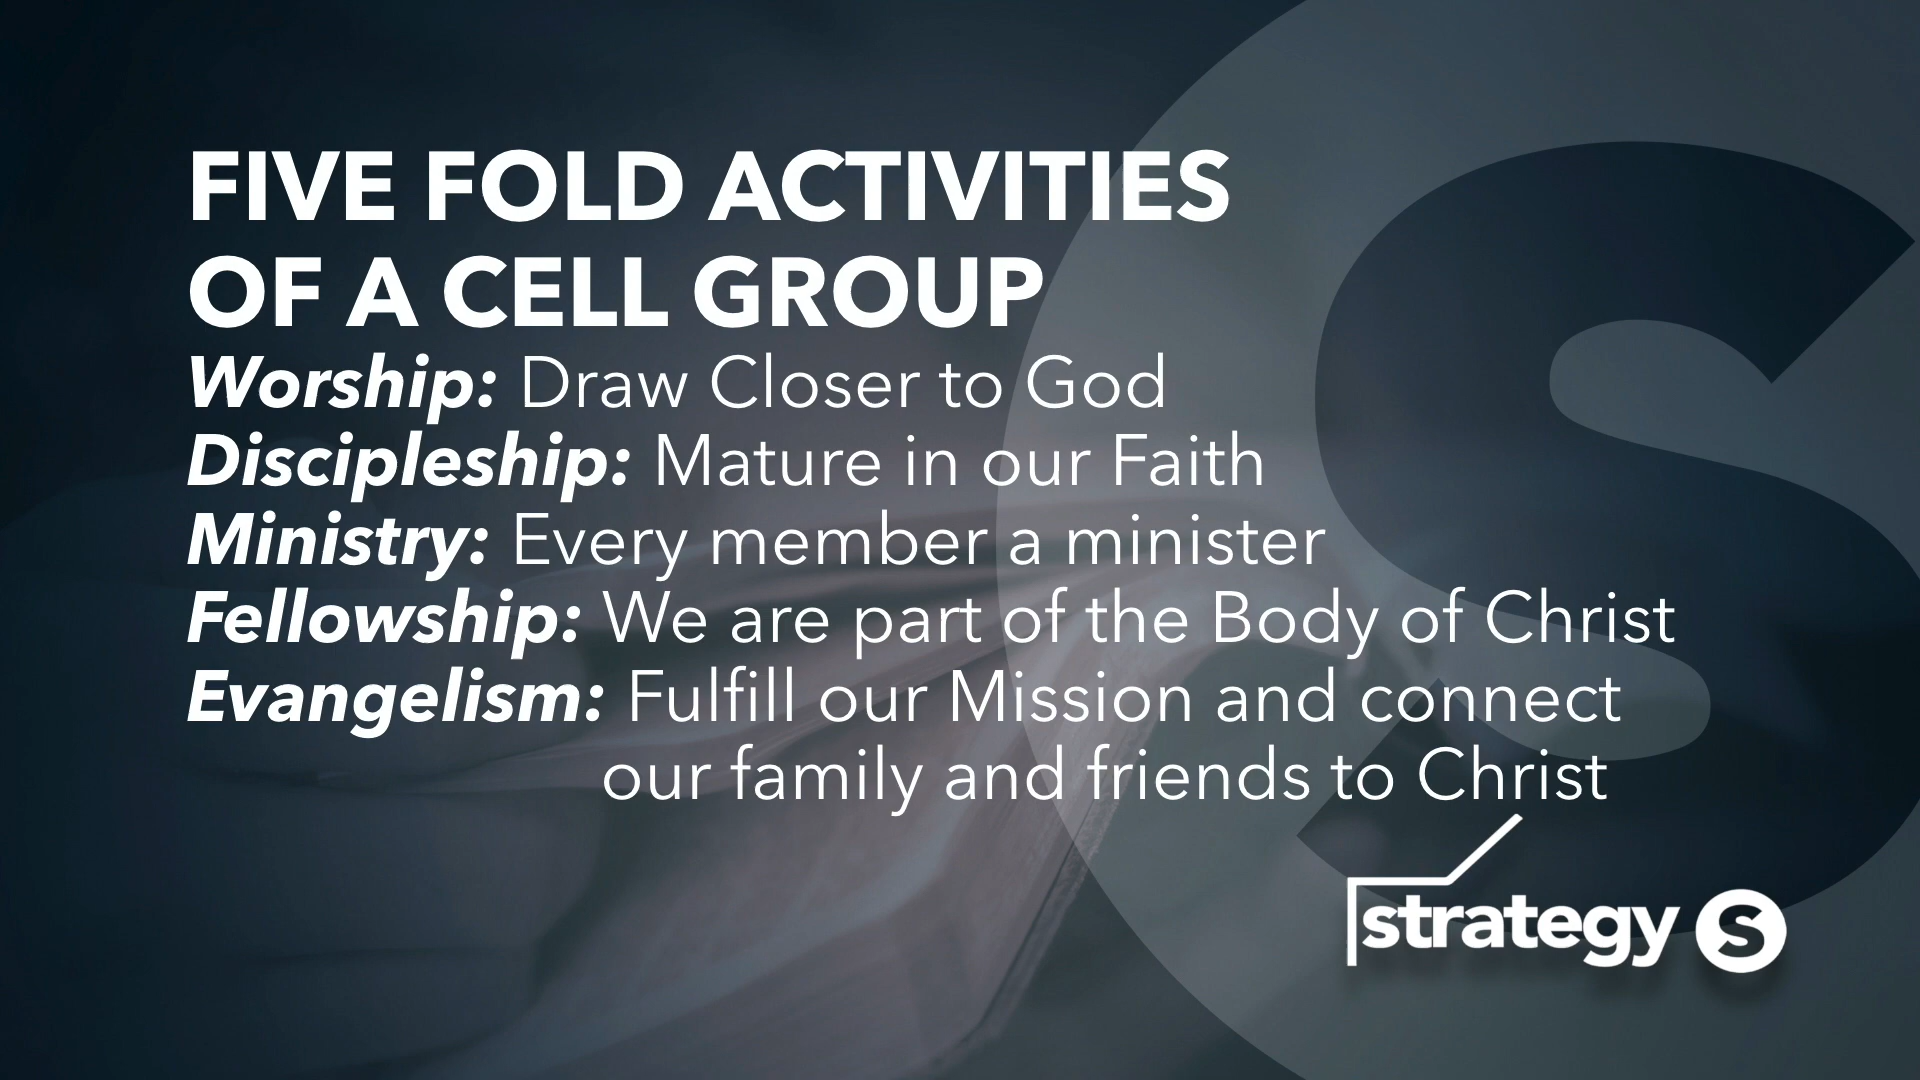 FIVE FOLD ACTIVITIES
OF A CELL GROUP
Worship: Draw Closer to God
Discipleship: Mature in our Faith
Ministry: Every member a minister
Fellowship: We are part of the Body of Christ
Evangelism: Fulfill our Mission and connect
our family and friends to Christ
strategy S
S